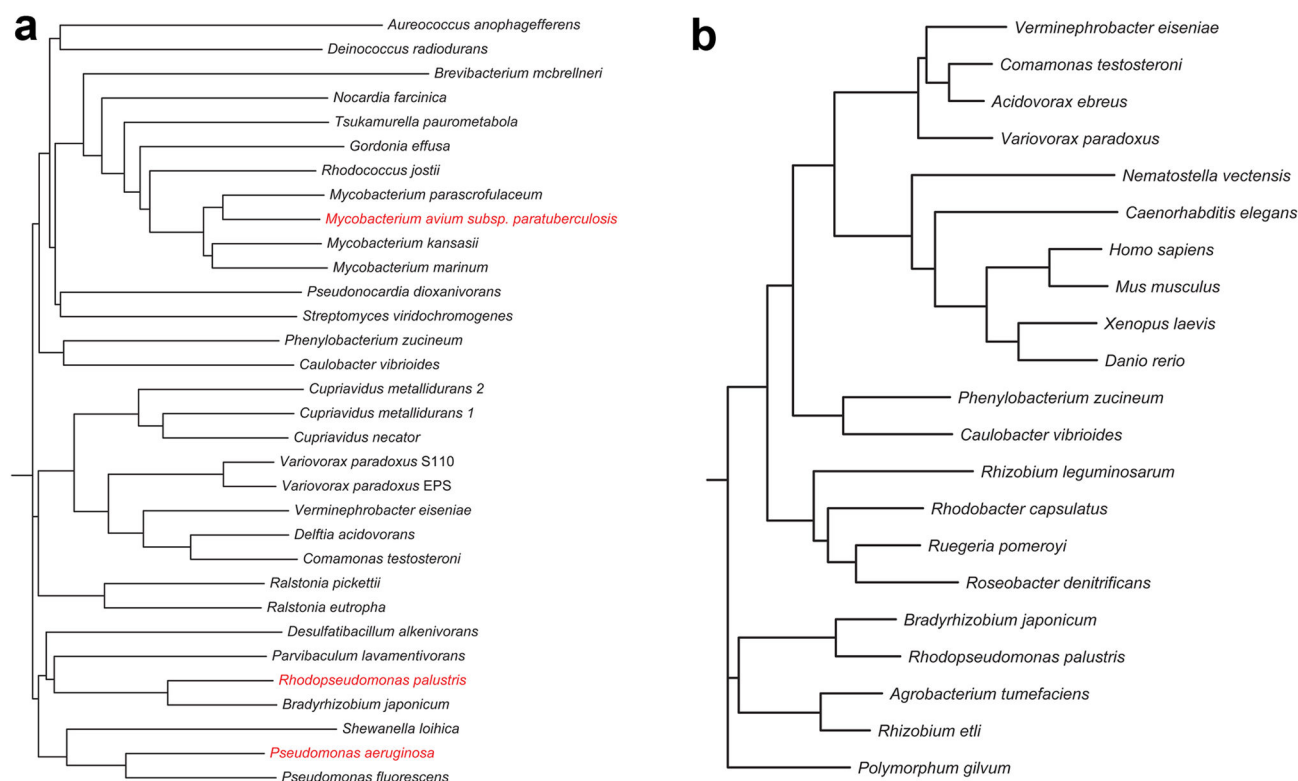 a
Aureococcus anophagefferens
Deinococcus radiodurans
Brevibacterium mcbrellneri
Nocardia farcinica
Tsukamurella paurometabola
Gordonia effusa
Rhodococcus jostii
Mycobacterium parascrofulaceum
Mycobacterium avium subsp. paratuberculosis
Mycobacterium kansasii
Mycobacterium marinum
Pseudonocardia dioxanivorans
Streptomyces viridochromogenes
Phenylobacterium zucineum
Caulobacter vibrioides
Cupriavidus metallidurans 2
Cupriavidus metallidurans 1
Cupriavidus necator
Variovorax paradoxus S110
Variovorax paradoxus EPS
Verminephrobacter eiseniae
Delftia acidovorans
Comamonas testosteroni
Ralstonia pickettii
Ralstonia eutropha
Desulfatibacillum alkenivorans
Parvibaculum lavamentivorans
Rhodopseudomonas palustris
Bradyrhizobium japonicum
Shewanella loihica
Pseudomonas aeruginosa
Pseudomonas fluorescens
b
Verminephrobacter eiseniae
Comamonas testosteroni
Acidovorax ebreus
Variovorax paradoxus
Nematostella vectensis
Caenorhabditis elegans
Homo sapiens
Mus musculus
Xenopus laevis
Danio rerio
Phenylobacterium zucineum
Caulobacter vibrioides
Rhizobium leguminosarum
Rhodobacter capsulatus
Ruegeria pomeroyi
Roseobacter denitrificans
Bradyrhizobium japonicum
Rhodopseudomonas palustris
Agrobacterium tumefaciens
Rhizobium etli
Polymorphum gilvum